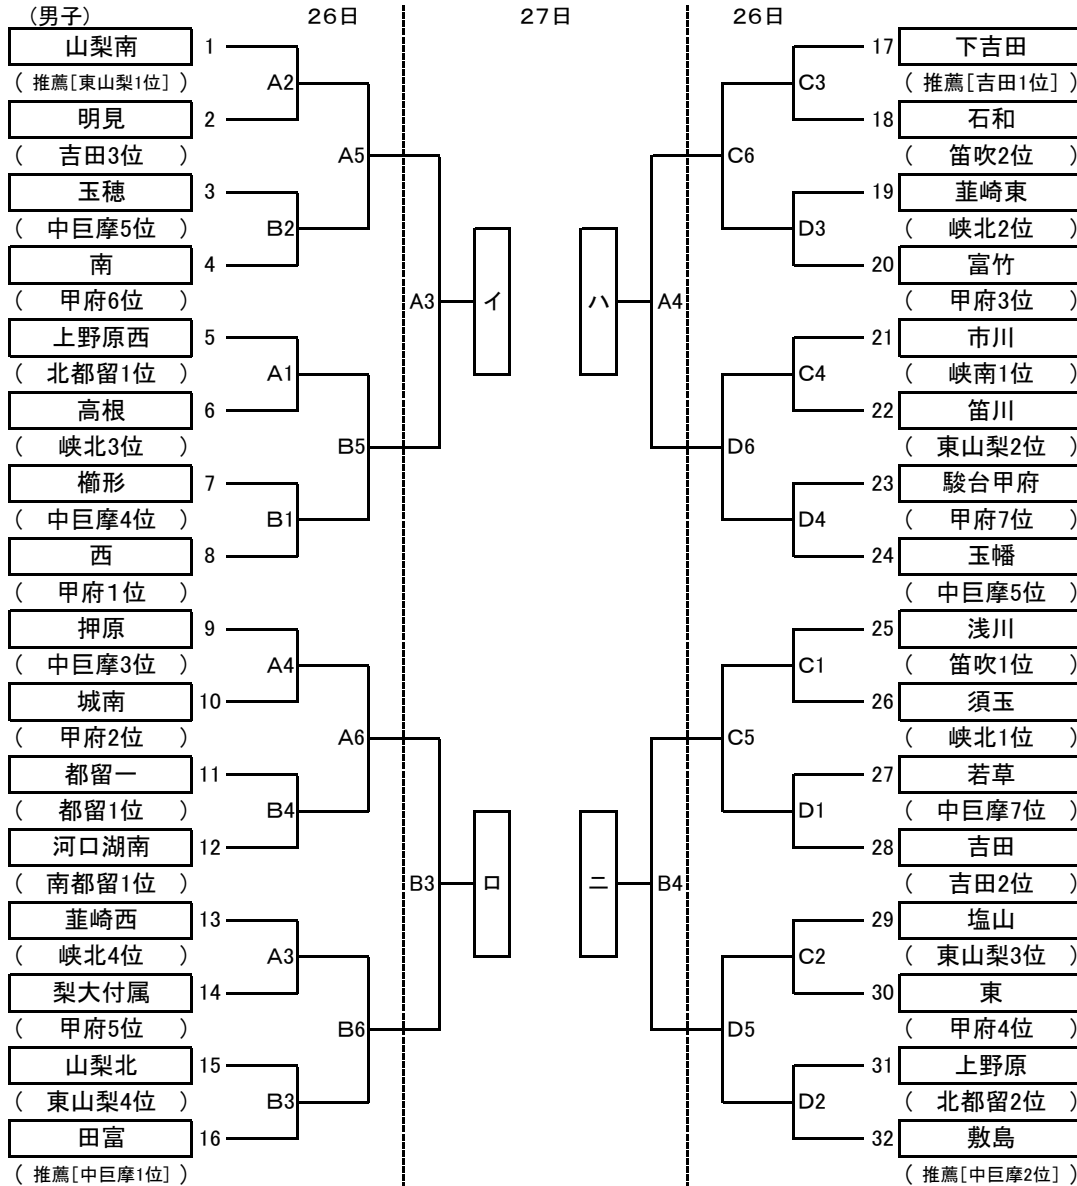 (男子)
26日
27日
26日
山梨南 1
( 推薦[東山梨1位] )
A2
明見 2
( 吉田3位 )
A5
玉穂 3
( 中巨摩5位 )
B2
南 4
( 甲府6位 )
A3
イ
上野原西 5
( 北都留1位 )
A1
高根 6
( 峡北3位 )
B5
櫛形 7
( 中巨摩4位 )
B1
西 8
( 甲府1位 )
押原 9
( 中巨摩3位 )
A4
城南 10
( 甲府2位 )
A6
都留一 11
( 都留1位 )
B4
河口湖南 12
( 南都留1位 )
B3
ロ
韮崎西 13
( 峡北4位 )
A3
梨大付属 14
( 甲府5位 )
B6
山梨北 15
( 東山梨4位 )
B3
田富 16
( 推薦[中巨摩1位] )
17 下吉田
( 推薦[吉田1位] )
C3
18 石和
( 笛吹2位 )
C6
19 韮崎東
( 峡北2位 )
D3
20 富竹
( 甲府3位 )
ハ
A4
21 市川
( 峡南1位 )
C4
22 笛川
( 東山梨2位 )
D6
23 駿台甲府
( 甲府7位 )
D4
24 玉幡
( 中巨摩5位 )
25 浅川
( 笛吹1位 )
C1
26 須玉
( 峡北1位 )
C5
27 若草
( 中巨摩7位 )
D1
28 吉田
( 吉田2位 )
ニ
B4
29 塩山
( 東山梨3位 )
C2
30 東
( 甲府4位 )
D5
31 上野原
( 北都留2位 )
D2
32 敷島
( 推薦[中巨摩2位] )